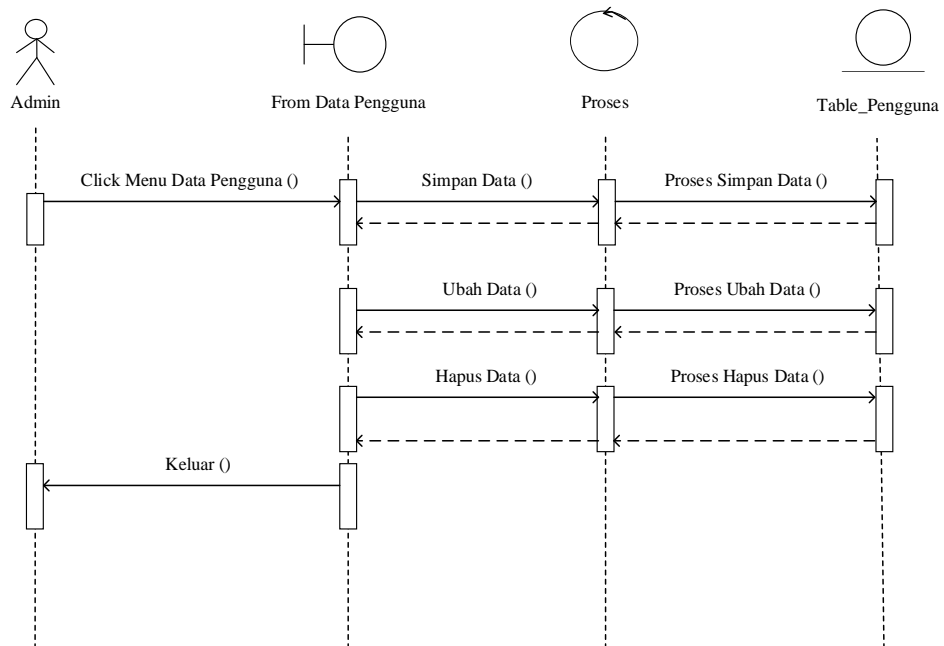 Admin
From Data Pengguna
Proses
Table_Pengguna
Click Menu Data Pengguna ()
Simpan Data ()
Proses Simpan Data ()
Ubah Data ()
Proses Ubah Data ()
Hapus Data ()
Proses Hapus Data ()
Keluar ()